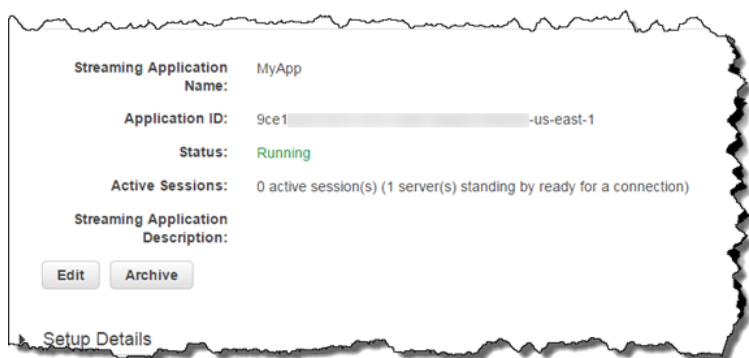 Streaming Application
Name:
MyApp
Application ID:
9ce1 -us-east-1
Status:
Running
Active Sessions:
0 active session(s) (1 server(s) standing by ready for a connection)
Streaming Application
Description:
Edit
Archive
Setup Details